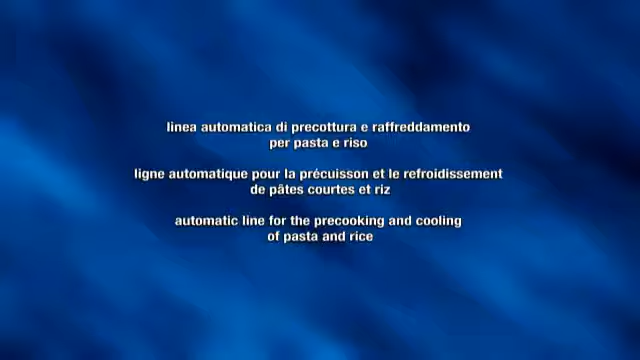 linea automatica di precottura e raffreddamento
per pasta e riso
ligne automatique pour la précuisson et le refroidissement
de pâtes courtes et riz
automatic line for the precooking and cooling
of pasta and rice